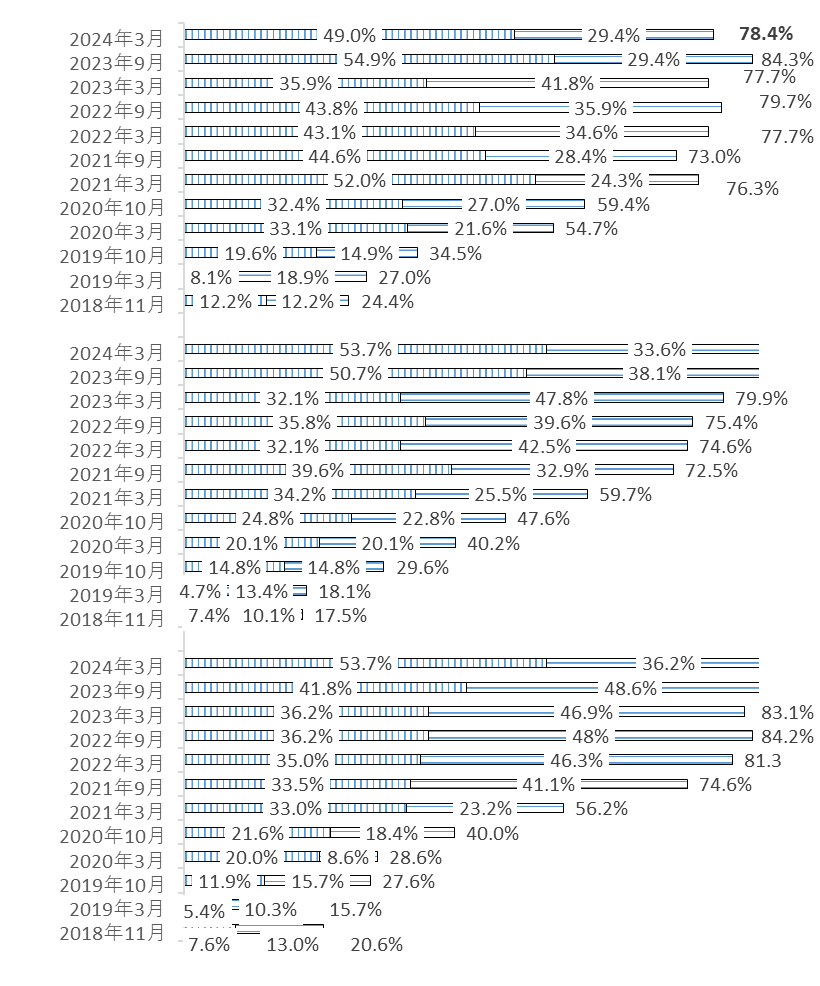 2024年3月 49.0% 29.4% 78.4%
2023年9月 54.9% 29.4% 84.3%
2023年3月 35.9% 41.8% 77.7%
2022年9月 43.8% 35.9% 79.7%
2022年3月 43.1% 34.6% 77.7%
2021年9月 44.6% 28.4% 73.0%
2021年3月 52.0% 24.3% 76.3%
2020年10月 32.4% 27.0% 59.4%
2020年3月 33.1% 21.6% 54.7%
2019年10月 19.6% 14.9% 34.5%
2019年3月 8.1% 18.9% 27.0%
2018年11月 12.2% 12.2% 24.4%
2024年3月 53.7% 33.6%
2023年9月 50.7% 38.1%
2023年3月 32.1% 47.8% 79.9%
2022年9月 35.8% 39.6% 75.4%
2022年3月 32.1% 42.5% 74.6%
2021年9月 39.6% 32.9% 72.5%
2021年3月 34.2% 25.5% 59.7%
2020年10月 24.8% 22.8% 47.6%
2020年3月 20.1% 20.1% 40.2%
2019年10月 14.8% 14.8% 29.6%
2019年3月 4.7% 13.4% 18.1%
2018年11月 7.4% 10.1% 17.5%
2024年3月 53.7% 36.2%
2023年9月 41.8% 48.6%
2023年3月 36.2% 46.9% 83.1%
2022年9月 36.2% 48% 84.2%
2022年3月 35.0% 46.3% 81.3
2021年9月 33.5% 41.1% 74.6%
2021年3月 33.0% 23.2% 56.2%
2020年10月 21.6% 18.4% 40.0%
2020年3月 20.0% 8.6% 28.6%
2019年10月 11.9% 15.7% 27.6%
2019年3月 5.4% 10.3% 15.7%
2018年11月 7.6% 13.0% 20.6%